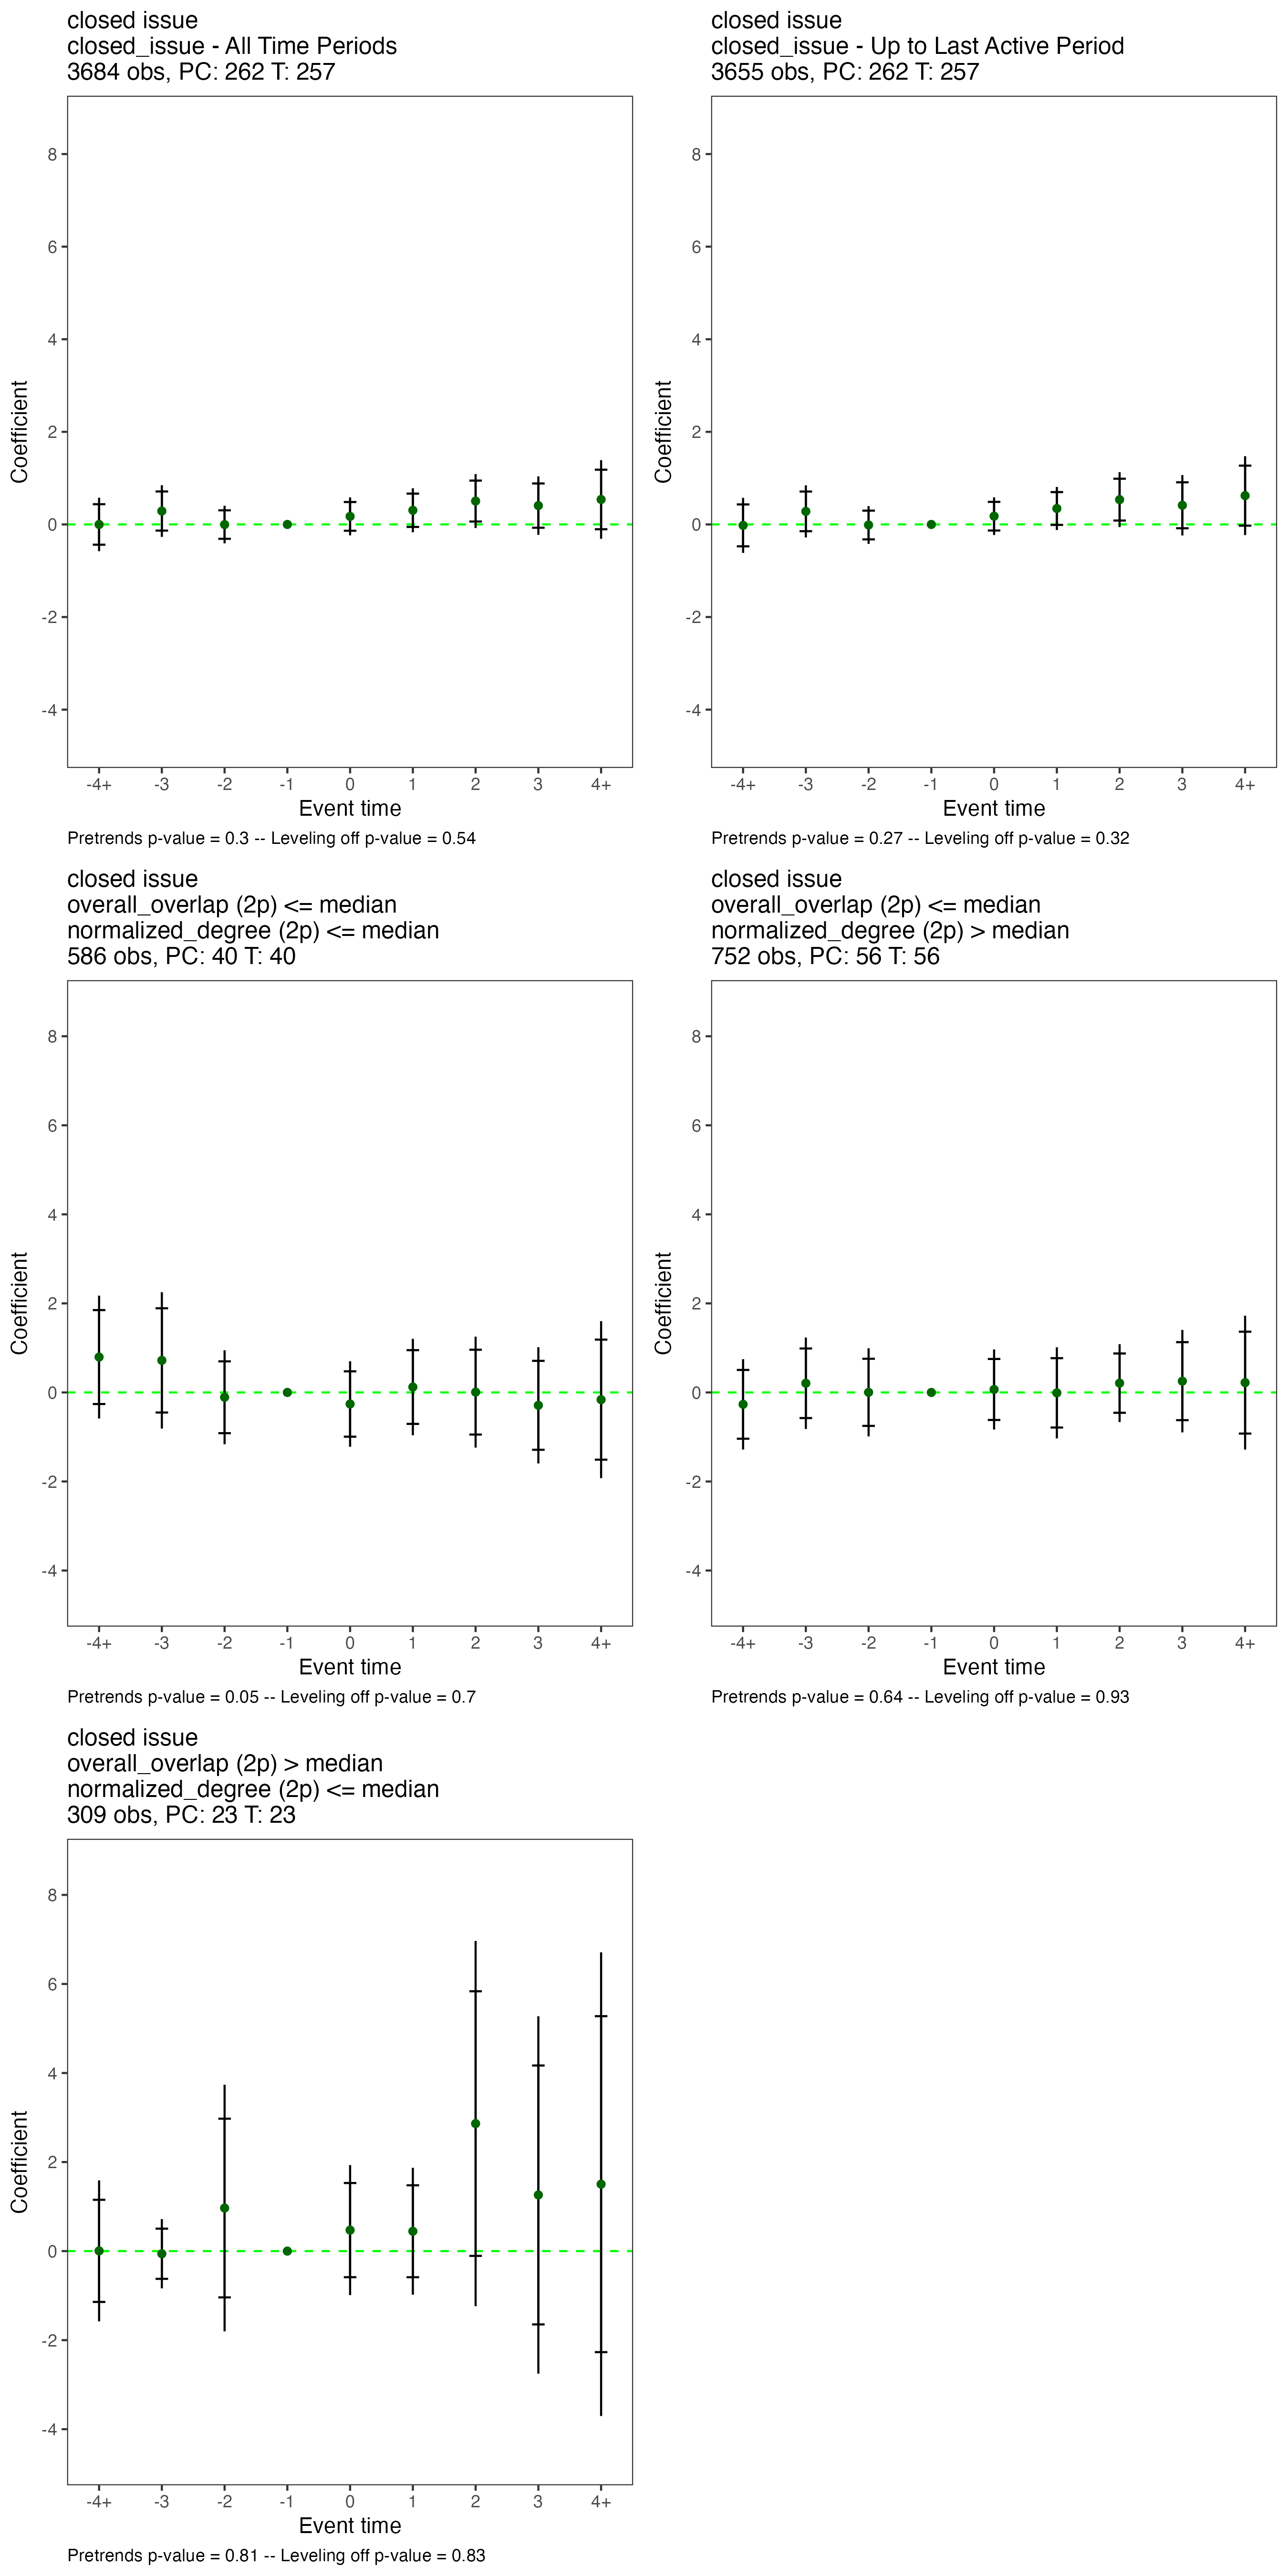 closed issue
closed_issue - All Time Periods
3684 obs, PC: 262 T: 257
8
6
4
2
0
-2
-4
Coefficient
-4+ -3 -2 -1 0 1 2 3 4+
Event time
Pretrends p-value = 0.3 -- Leveling off p-value = 0.54
closed issue
closed_issue - Up to Last Active Period
3655 obs, PC: 262 T: 257
8
6
4
2
0
-2
-4
Coefficient
-4+ -3 -2 -1 0 1 2 3 4+
Event time
Pretrends p-value = 0.27 -- Leveling off p-value = 0.32
closed issue
overall_overlap (2p) <= median
normalized_degree (2p) <= median
586 obs, PC: 40 T: 40
8
6
4
2
0
-2
-4
Coefficient
-4+ -3 -2 -1 0 1 2 3 4+
Event time
Pretrends p-value = 0.05 -- Leveling off p-value = 0.7
closed issue
overall_overlap (2p) <= median
normalized_degree (2p) > median
752 obs, PC: 56 T: 56
8
6
4
2
0
-2
-4
Coefficient
-4+ -3 -2 -1 0 1 2 3 4+
Event time
Pretrends p-value = 0.64 -- Leveling off p-value = 0.93
closed issue
overall_overlap (2p) > median
normalized_degree (2p) <= median
309 obs, PC: 23 T: 23
8
6
4
2
0
-2
-4
Coefficient
-4+ -3 -2 -1 0 1 2 3 4+
Event time
Pretrends p-value = 0.81 -- Leveling off p-value = 0.83